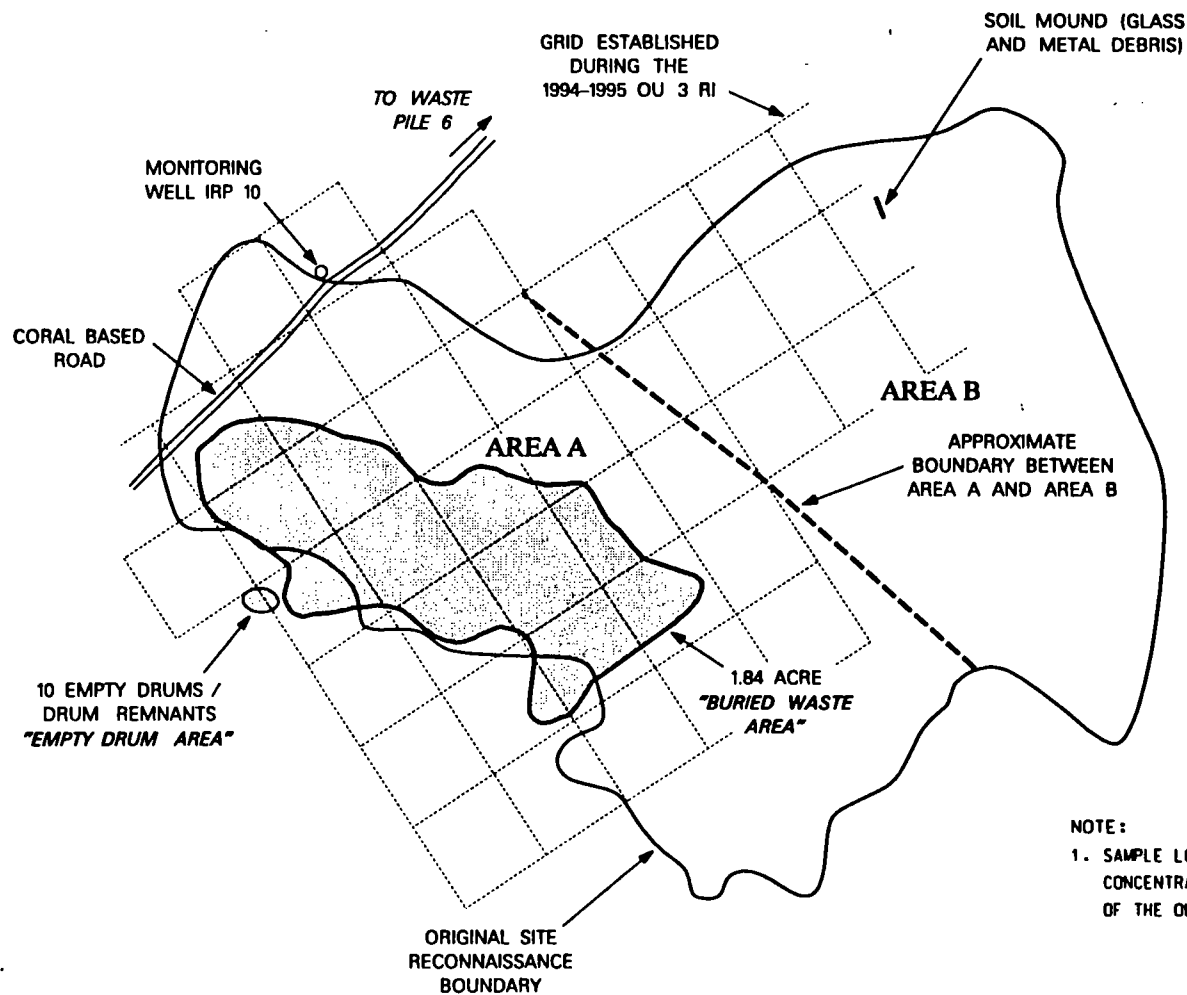 SOIL MOUND (GLASS
AND METAL DEBRIS)
GRID ESTABLISHED
DURING THE
1994-1995 OU 3 RI
TO WASTE
PILE 6
MONITORING
WELL IRP 10
CORAL BASED
ROAD
AREA B
AREA A
APPROXIMATE
BOUNDARY BETWEEN
AREA A AND AREA B
10 EMPTY DRUMS /
DRUM REMNANTS
"EMPTY DRUM AREA"
1.84 ACRE
"BURIED WASTE
AREA"
NOTE:
1. SAMPLE
OF THE
ORIGINAL SITE
RECONNAISSANCE
BOUNDARY